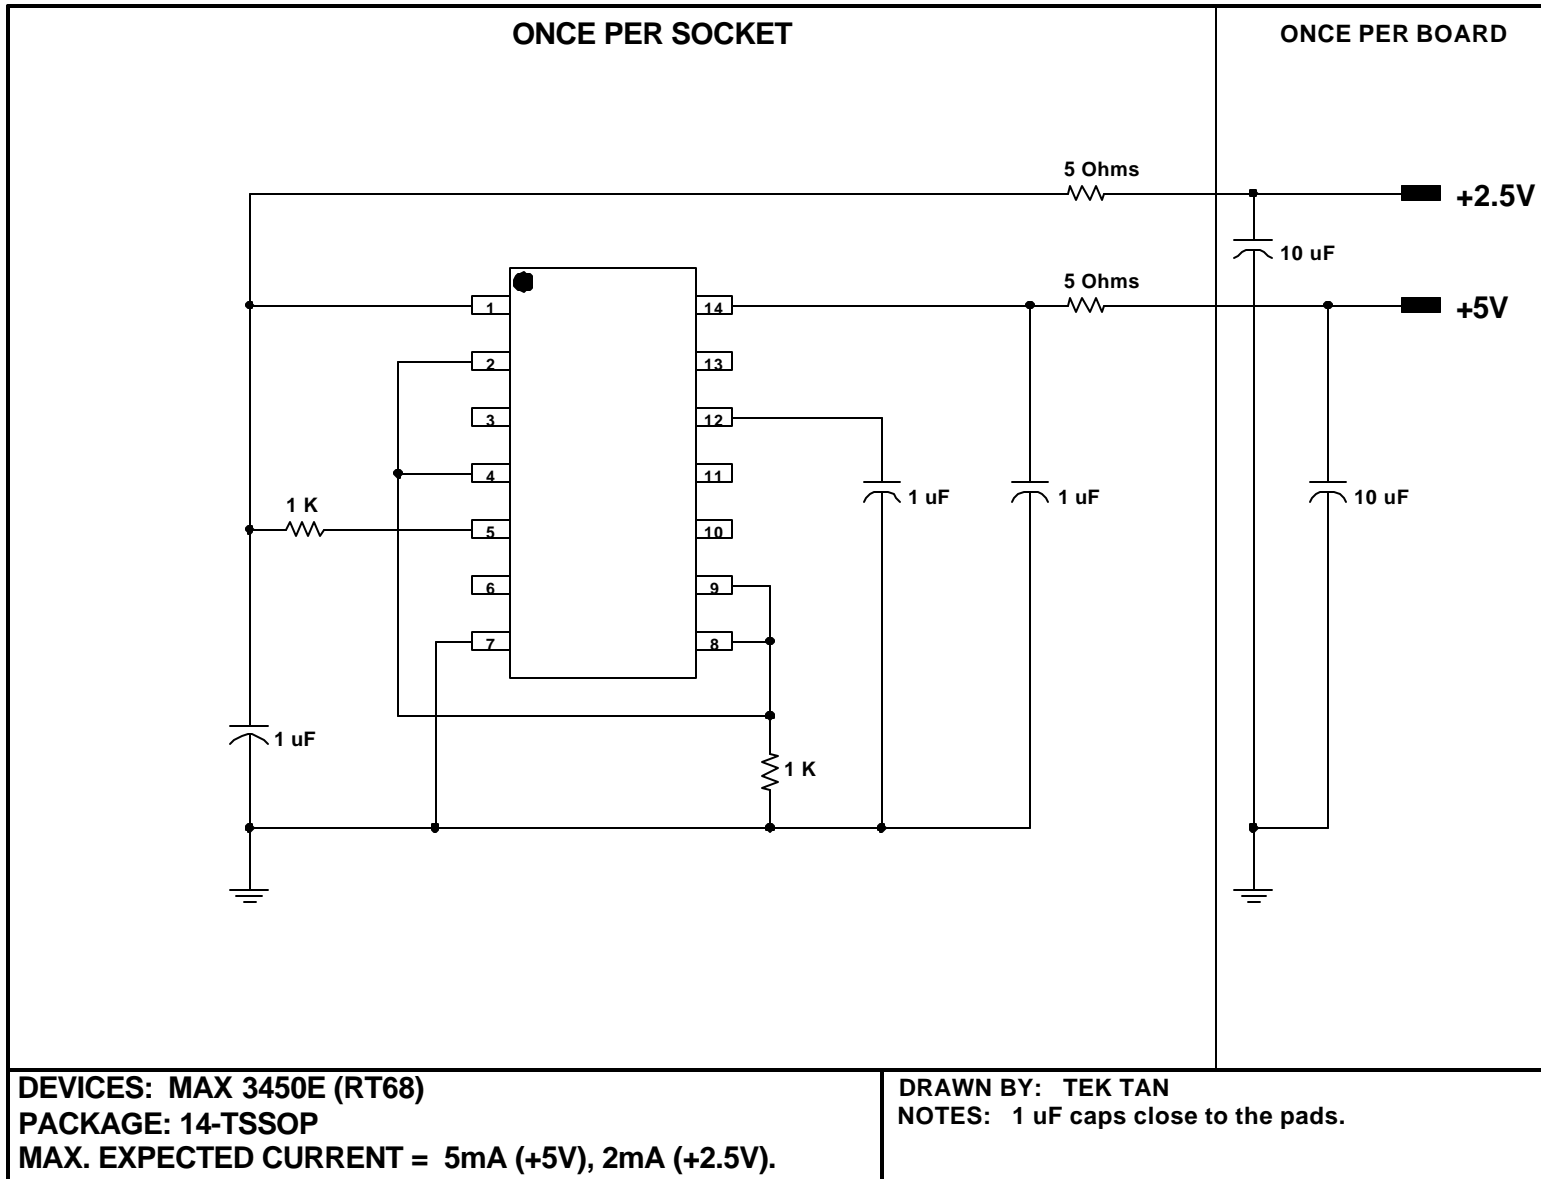 ONCE PER SOCKET
ONCE PER BOARD
5 Ohms
+2.5V
10 uF
5 Ohms
+5V
1
14
2
13
3
12
4
11
1 K
1 uF
1 uF
10 uF
5
10
6
9
7
8
1 uF
1 K
DEVICES: MAX 3450E (RT68)
PACKAGE: 14-TSSOP
MAX. EXPECTED CURRENT = 5mA (+5V), 2mA (+2.5V).
DRAWN BY: TEK TAN
NOTES: 1 uF caps close to the pads.